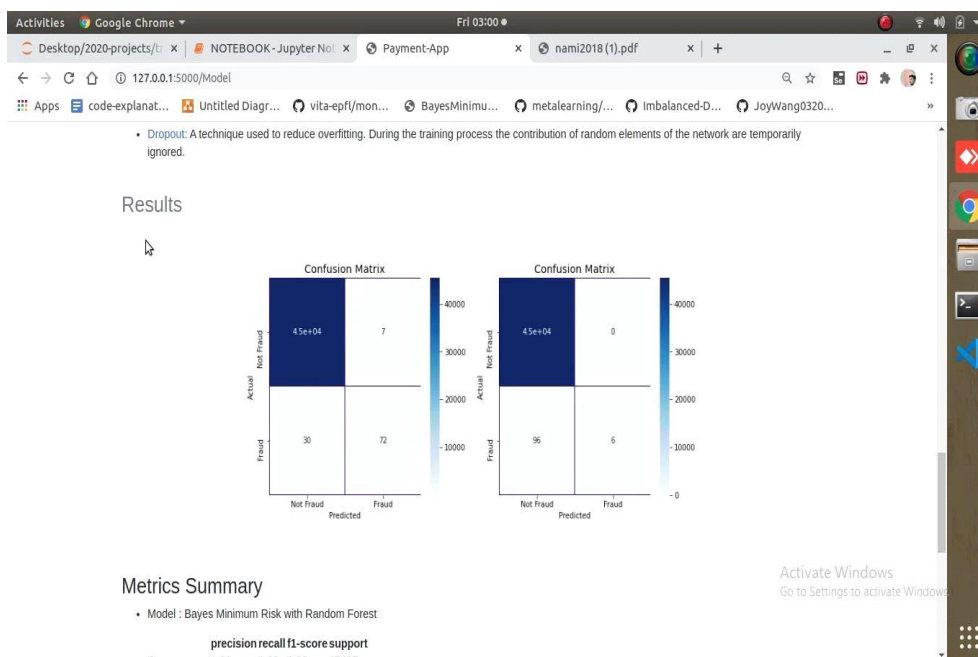 Activities Google Chrome Fri 03:00
Desktop/2020-projects/ NOTEBOOK - Jupyter No Payment-App nami2018 (1).pdf
127.0.0.1:5000/Model
Apps code-explanat... Untitled Diagr... vita-epfl/mon... BayesMinimu... metalearning/... Imbalanced-D... JoyWang0320... »
• Dropout: A technique used to reduce overfitting. During the training process the contribution of random elements of the network are temporarily
ignored.
Results
Confusion Matrix Confusion Matrix
40000 40000
4.5e+04 7 4.5e+04 0
Not Fraud Not Fraud
30000 30000
Actual Actual
20000 20000
30 72 96 6
Fraud Fraud
10000 10000
0
Not Fraud Fraud Not Fraud Fraud
Predicted Predicted
Activate Windows
Go to Settings to activate Windows
Metrics Summary
• Model : Bayes Minimum Risk with Random Forest
precision recall f1-score support